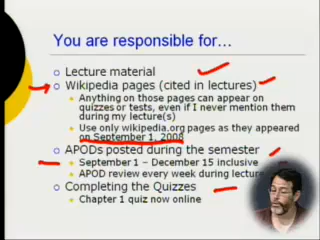 You are responsible for...
Lecture material
Wikipedia pages (cited in lectures)
Anything on those pages can appear on
quizzes or tests, even if I never mention them
during my lecture(s)
Use only wikipedia.org pages as they appeared
on September 1, 2008
APODs posted during the semester
September 1 – December 15 inclusive
APOD review every week during lecture
Completing the Quizzes
Chapter 1 quiz now online